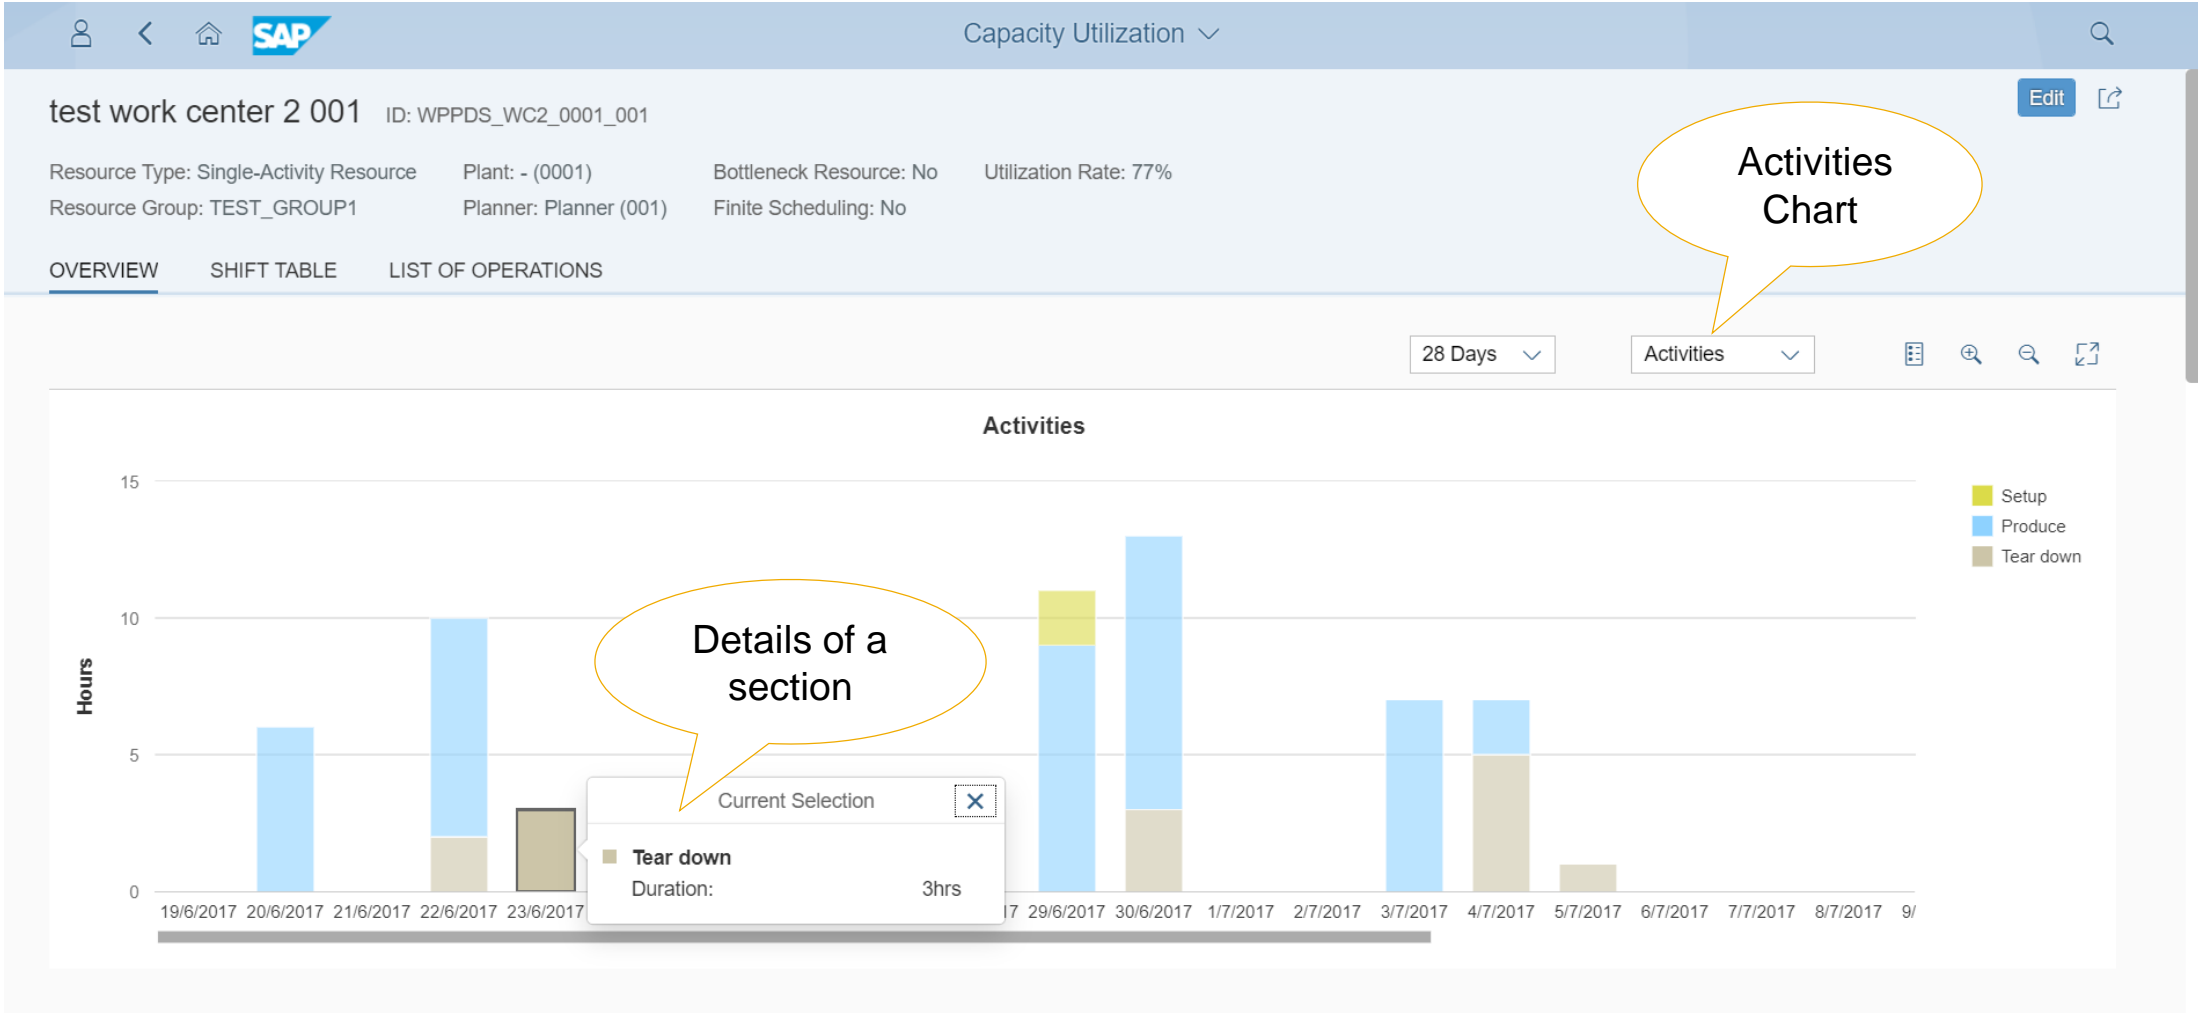 SAP
Capacity Utilization
test work center 2 001 ID: WPPDS_WC2_0001_001
Edit
Resource Type: Single-Activity Resource Plant: - (0001) Bottleneck Resource: No Utilization Rate: 77%
Resource Group: TEST_GROUP1 Planner: Planner (001) Finite Scheduling: No
Activities
Chart
OVERVIEW SHIFT TABLE LIST OF OPERATIONS
28 Days Activities
Activities
15
10
5
0
Hours
Setup
Produce
Tear down
Details of a
section
Current Selection
Tear down
Duration: 3hrs
19/6/2017 20/6/2017 21/6/2017 22/6/2017 23/6/2017 17 29/6/2017 30/6/2017 1/7/2017 2/7/2017 3/7/2017 4/7/2017 5/7/2017 6/7/2017 7/7/2017 8/7/2017 9/